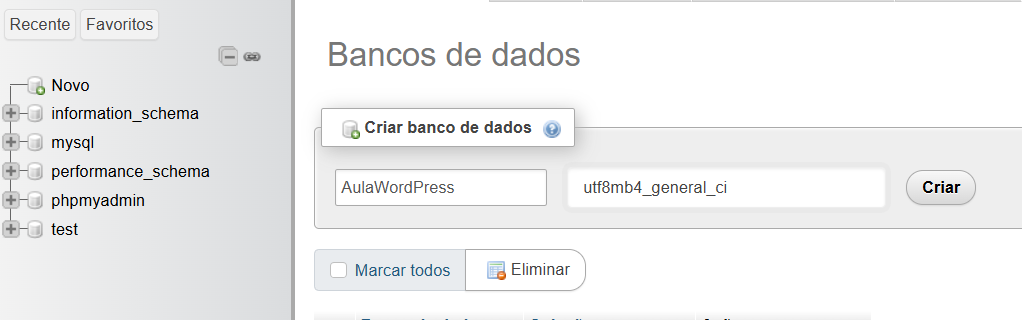 Recente Favoritos
Novo
information_schema
mysql
performance_schema
phpmyadmin
test
Bancos de dados
Criar banco de dados
AulaWordPress utf8mb4_general_ci Criar
Marcar todos Eliminar